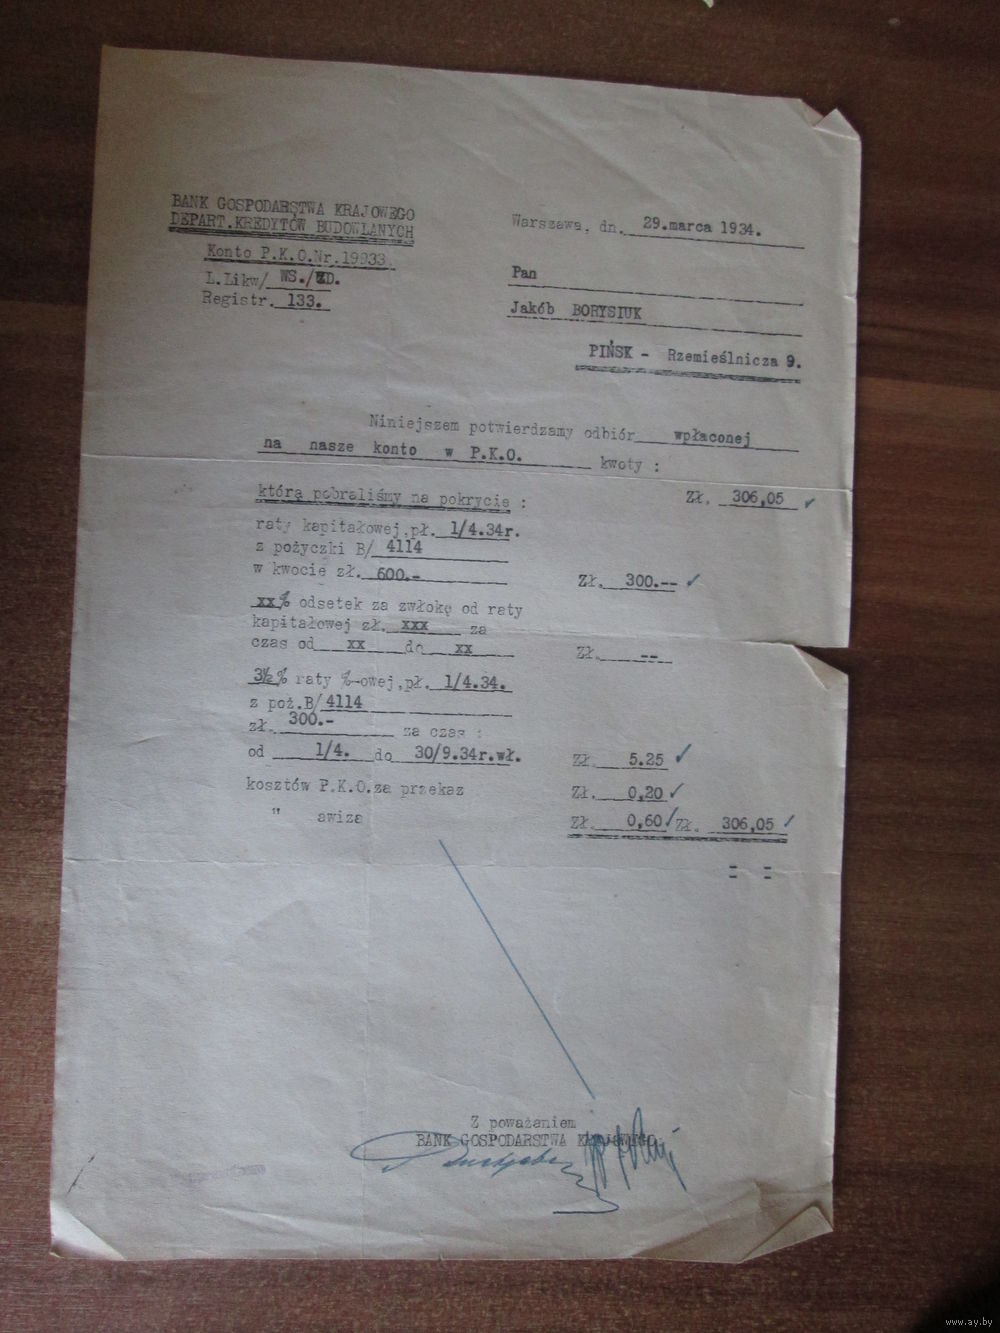 BANK GOSPODARSTWA KRAJOWEGO
DEPART.KREDYTÓW BUDOWLANYCH
Konto P.K.O.Nr.19933
L.Likw/ WS./ZD.
Registr. 133.
Warszawa, dn. 29.marca 1934.
Pan
Jakób BORYSIUK
PIŃSK - Rzemieślnicza 9.
Niniejszem potwierdzamy odbiór wpłaconej
na nasze konto w P.K.O. kwoty :
którą pobraliśmy na pokrycie : Zł. 306,05
raty kapitałowej,pł. 1/4.34r.
z pożyczki B/ 4114
w kwocie zł. 600.- Zł. 300.--
xx% odsetek za zwłokę od raty
kapitałowej zł. xxx za
czas od xx do xx Zł. --
3½% raty %-owej,pł. 1/4.34.
z poż.B/4114
zł. 300.- za czas :
od 1/4. do 30/9.34r.wł. Zł. 5.25
kosztów P.K.O.za przekaz Zł. 0,20
" awiza Zł. 0,60 Zł. 306,05
= =
Z poważaniem
BANK GOSPODARSTWA KRAJOWEGO
www.ay.by